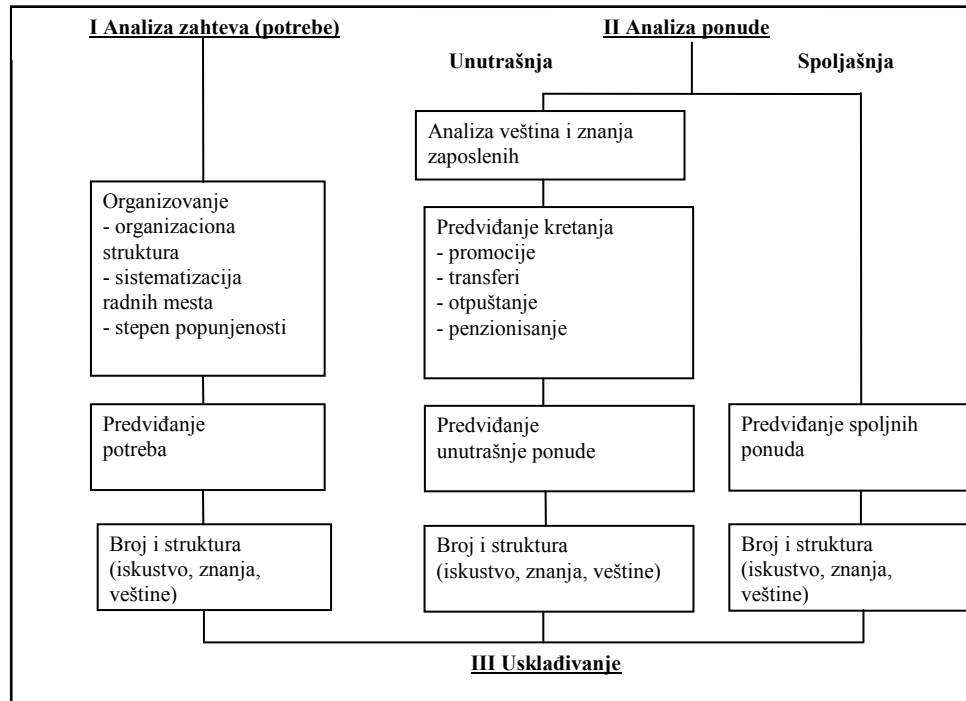 I Analiza zahteva (potrebe)
II Analiza ponude
Unutrašnja
Spoljašnja
Analiza veština i znanja
zaposlenih
Organizovanje
- organizaciona
struktura
- sistematizacija
radnih mesta
- stepen popunjenosti
Predviđanje kretanja
- promocije
- transferi
- otpuštanje
- penzionisanje
Predviđanje
potreba
Predviđanje
unutrašnje ponude
Predviđanje spoljnih
ponuda
Broj i struktura
(iskustvo, znanja,
veštine)
Broj i struktura
(iskustvo, znanja, veštine)
Broj i struktura
(iskustvo, znanja,
veštine)
III Usklađivanje